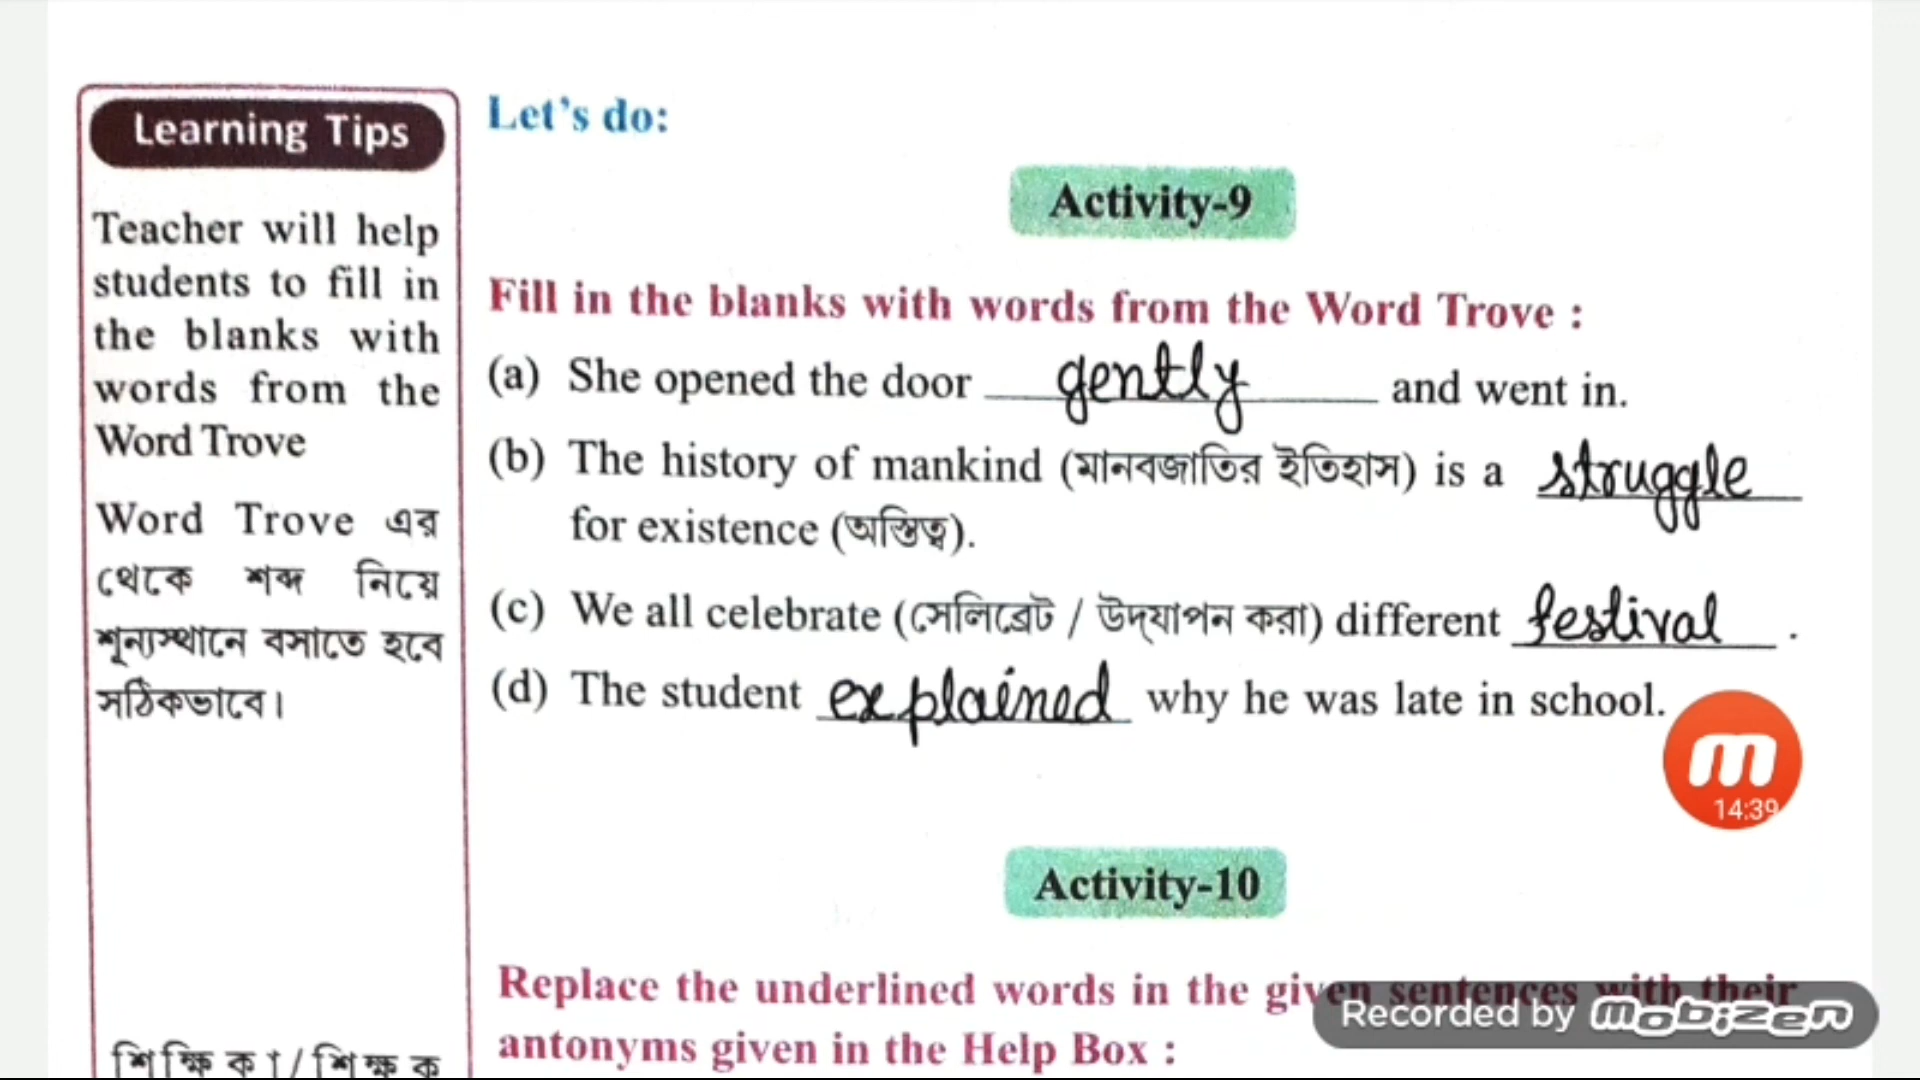 Learning Tips
Teacher will help
students to fill in
the blanks with
words from the
Word Trove
Word Trove এর
থেকে শব্দ নিয়ে
শূন্যস্থানে বসাতে হবে
সঠিকভাবে।
শিক্ষিকা/শিক্ষক
Let's do:
Activity-9
Fill in the blanks with words from the Word Trove :
(a) She opened the door gently and went in.
(b) The history of mankind (মানবজাতির ইতিহাস) is a struggle
for existence (অস্তিত্ব).
(c) We all celebrate (সেলিব্রেট / উদ্‌যাপন করা) different festival .
(d) The student explained why he was late in school.
14:39
Activity-10
Replace the underlined words in the given sentences with their
antonyms given in the Help Box :
Recorded by mobizen